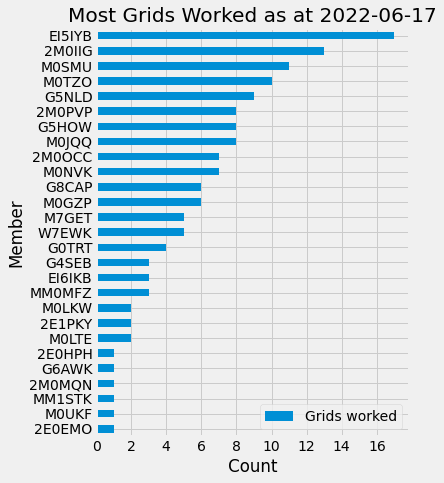 Most Grids Worked as at 2022-06-17
Member
EI5IYB
2M0IIG
M0SMU
M0TZO
G5NLD
2M0PVP
G5HOW
M0JQQ
2M0OCC
M0NVK
G8CAP
M0GZP
M7GET
W7EWK
G0TRT
G4SEB
EI6IKB
MM0MFZ
M0LKW
2E1PKY
M0LTE
2E0HPH
G6AWK
2M0MQN
MM1STK
M0UKF
2E0EMO
Grids worked
0 2 4 6 8 10 12 14 16
Count